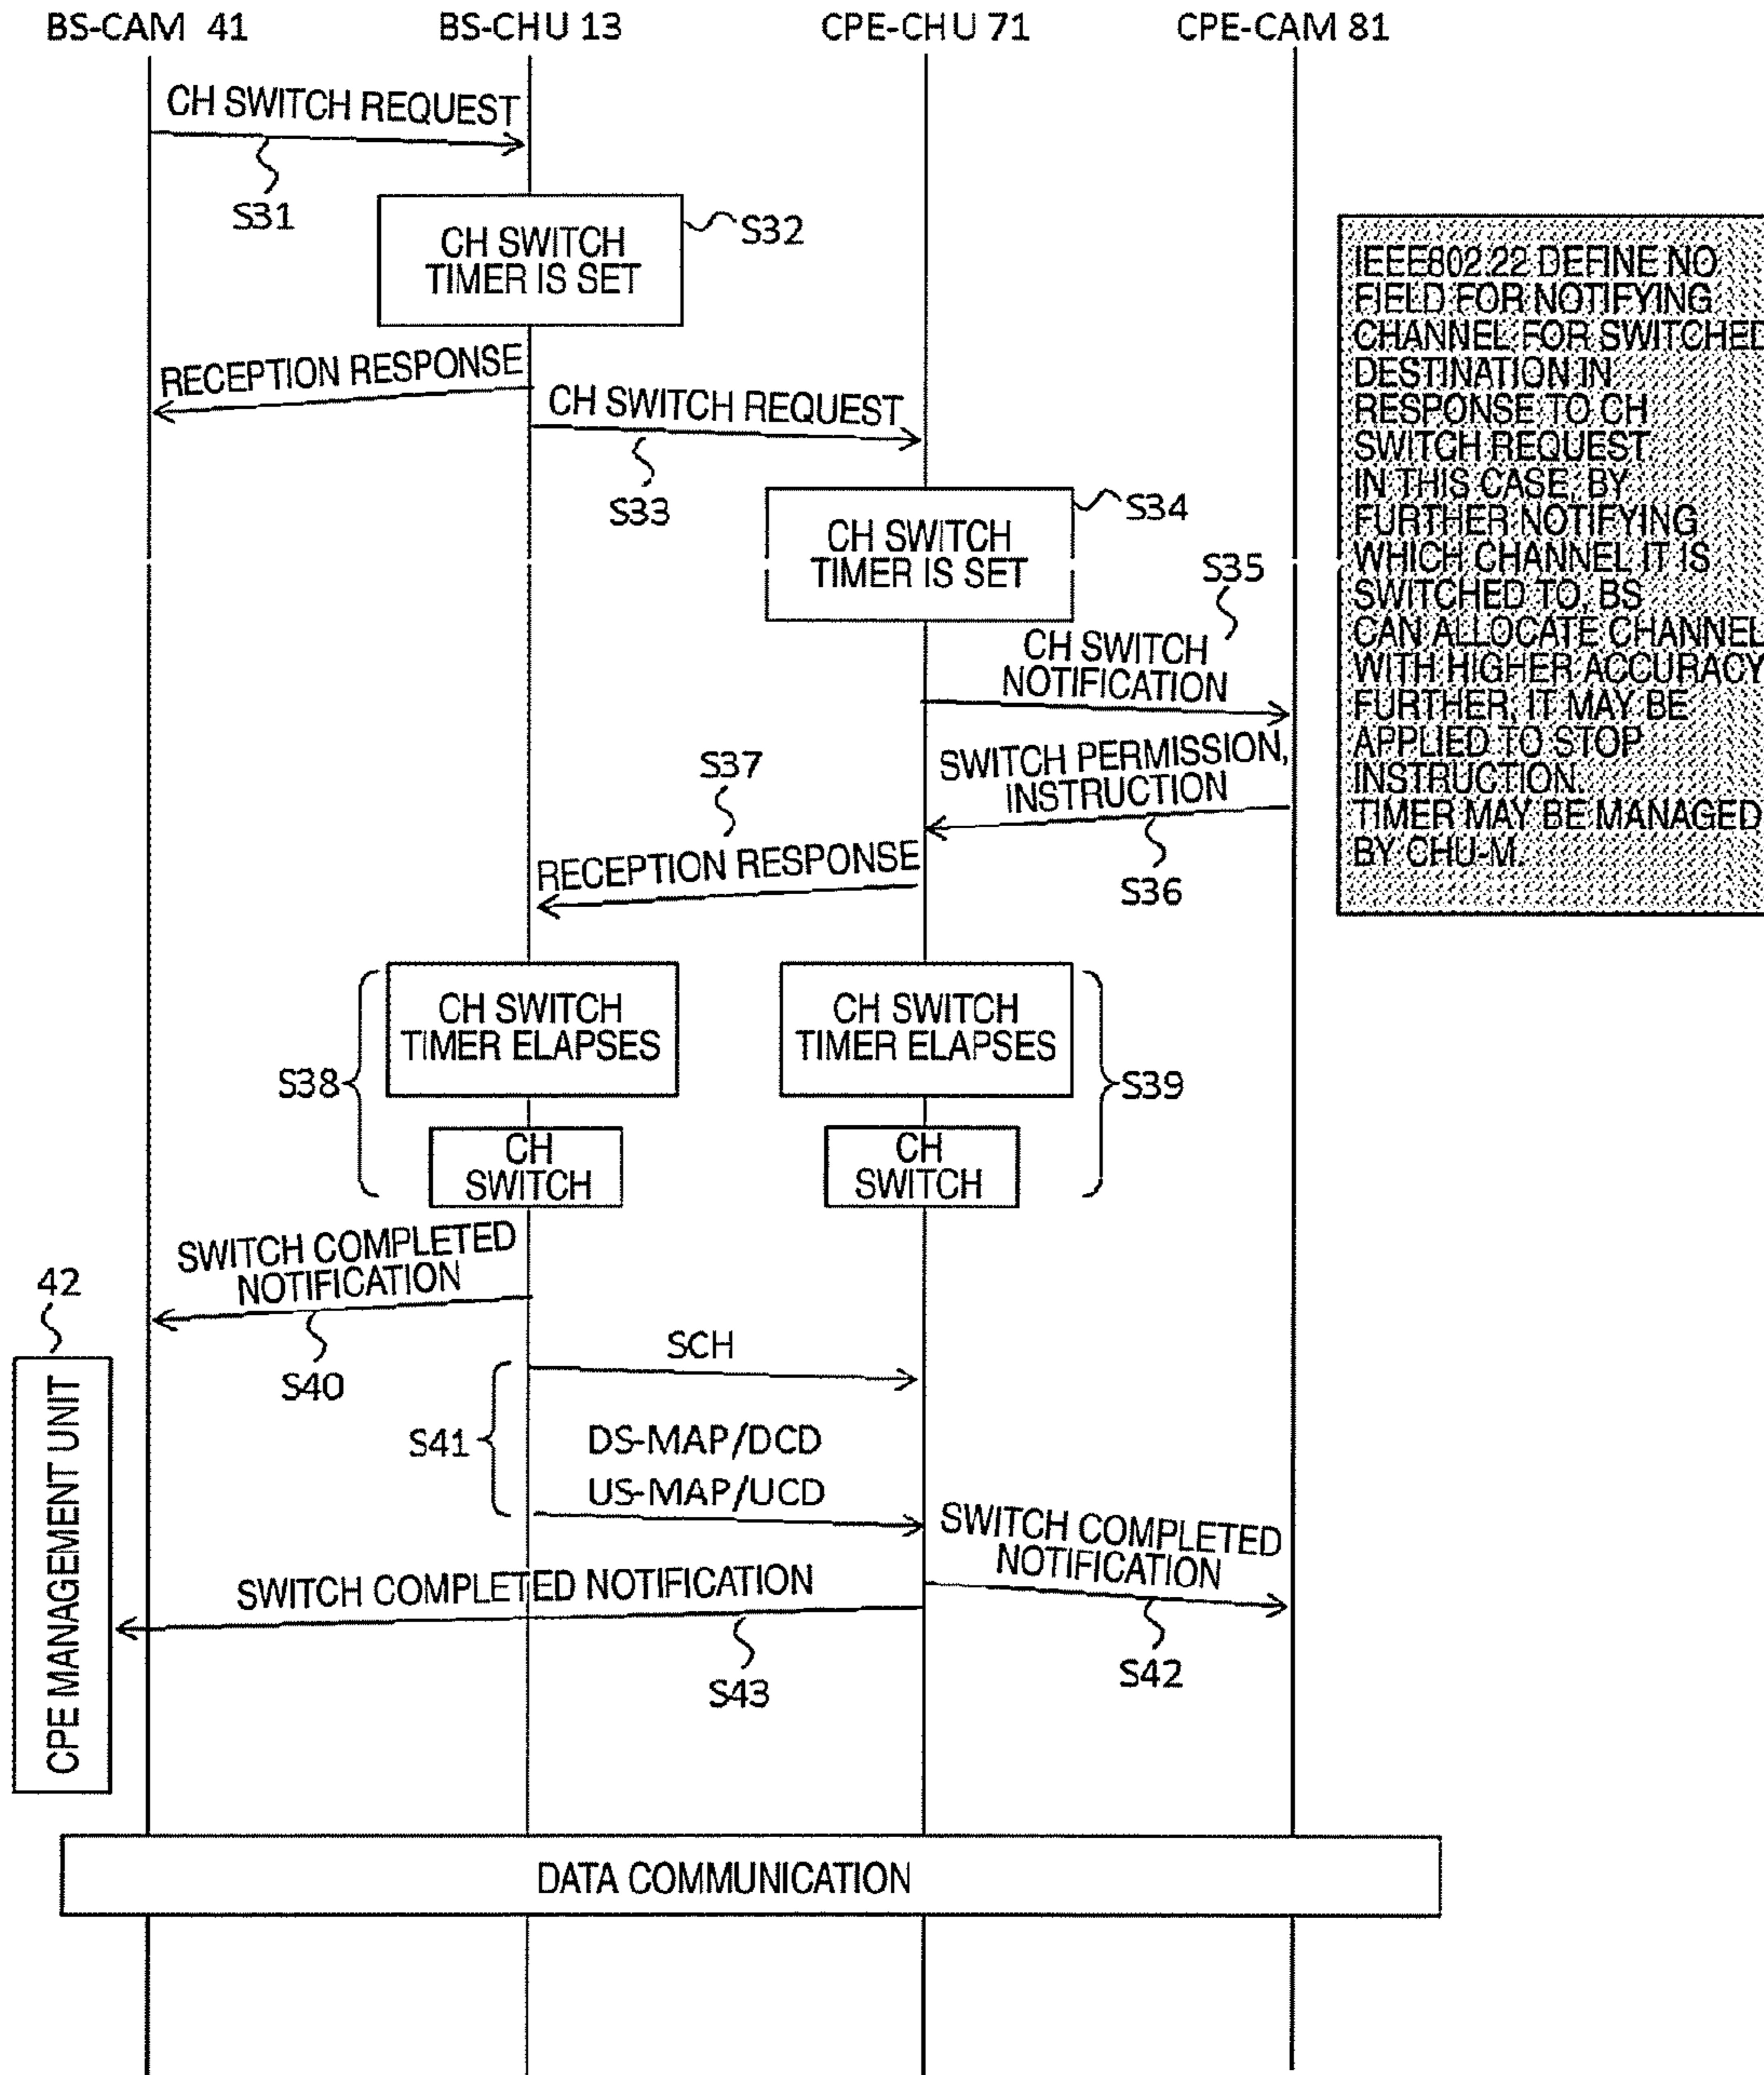 BS-CAM 41
BS-CHU 13
CPE-CHU 71
CPE-CAM 81
CH SWITCH REQUEST
S31
CH SWITCH
TIMER IS SET
S32
RECEPTION RESPONSE
CH SWITCH REQUEST
S33
CH SWITCH
TIMER IS SET
S34
S35
CH SWITCH
NOTIFICATION
SWITCH PERMISSION,
INSTRUCTION
S36
S37
RECEPTION RESPONSE
IEEE802.22 DEFINE NO
FIELD FOR NOTIFYING
CHANNEL FOR SWITCHED
DESTINATION IN
RESPONSE TO CH
SWITCH REQUEST
IN THIS CASE, BY
FURTHER NOTIFYING
WHICH CHANNEL IT IS
SWITCHED TO, BS
CAN ALLOCATE CHANNEL
WITH HIGHER ACCURACY
FURTHER, IT MAY BE
APPLIED TO STOP
INSTRUCTION.
TIMER MAY BE MANAGED
BY CHU-M.
CH SWITCH
TIMER ELAPSES
CH
SWITCH
S38
CH SWITCH
TIMER ELAPSES
CH
SWITCH
S39
SWITCH COMPLETED
NOTIFICATION
S40
42
CPE MANAGEMENT UNIT
SCH
S41
DS-MAP/DCD
US-MAP/UCD
SWITCH COMPLETED
NOTIFICATION
S42
SWITCH COMPLETED NOTIFICATION
S43
DATA COMMUNICATION